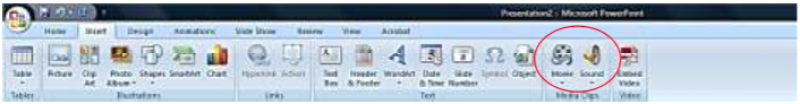 Presentation2 - Microsoft PowerPoint
Home Insert Design Animations Slide Show Review View Acrobat
Table Picture Clip Art Photo Album Shapes SmartArt Chart Hyperlink Action Text Box Header & Footer WordArt Date & Time Slide Number Symbol Object Movie Sound Embed Video
Tables Illustrations Links Text Media Clips Video